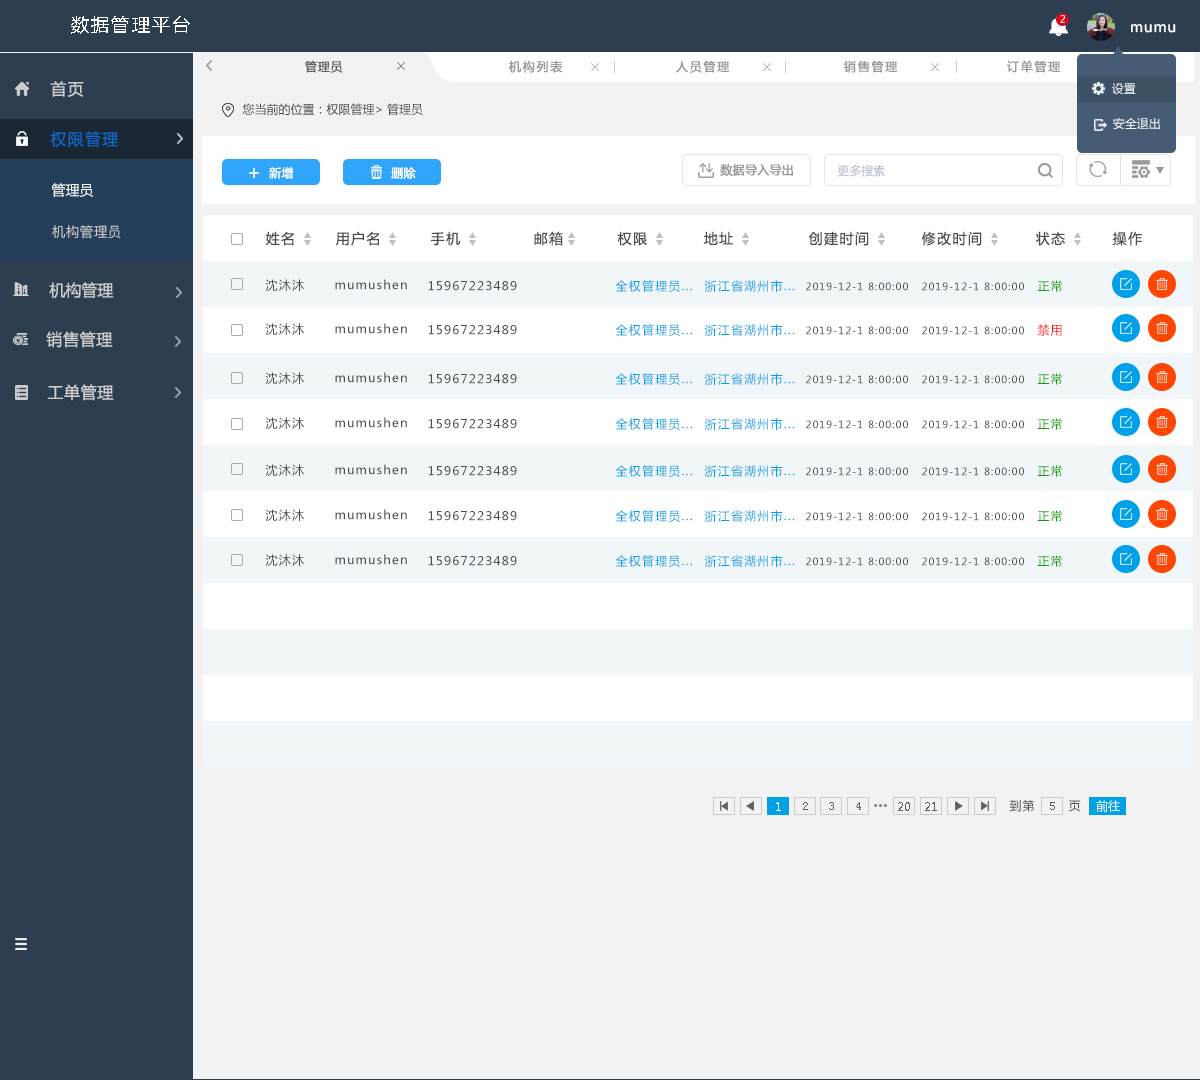 数据管理平台
2
mumu
首页
权限管理
管理员
机构管理员
机构管理
销售管理
工单管理
管理员
机构列表
人员管理
销售管理
订单管理
设置
安全退出
您当前的位置：权限管理> 管理员
新增
删除
数据导入导出
更多搜索
姓名 用户名 手机 邮箱 权限 地址 创建时间 修改时间 状态 操作
沈沐沐 mumushen 15967223489 全权管理员... 浙江省湖州市... 2019-12-1 8:00:00 2019-12-1 8:00:00 正常
沈沐沐 mumushen 15967223489 全权管理员... 浙江省湖州市... 2019-12-1 8:00:00 2019-12-1 8:00:00 禁用
沈沐沐 mumushen 15967223489 全权管理员... 浙江省湖州市... 2019-12-1 8:00:00 2019-12-1 8:00:00 正常
沈沐沐 mumushen 15967223489 全权管理员... 浙江省湖州市... 2019-12-1 8:00:00 2019-12-1 8:00:00 正常
沈沐沐 mumushen 15967223489 全权管理员... 浙江省湖州市... 2019-12-1 8:00:00 2019-12-1 8:00:00 正常
沈沐沐 mumushen 15967223489 全权管理员... 浙江省湖州市... 2019-12-1 8:00:00 2019-12-1 8:00:00 正常
沈沐沐 mumushen 15967223489 全权管理员... 浙江省湖州市... 2019-12-1 8:00:00 2019-12-1 8:00:00 正常
1 2 3 4 ••• 20 21 到第 5 页 前往